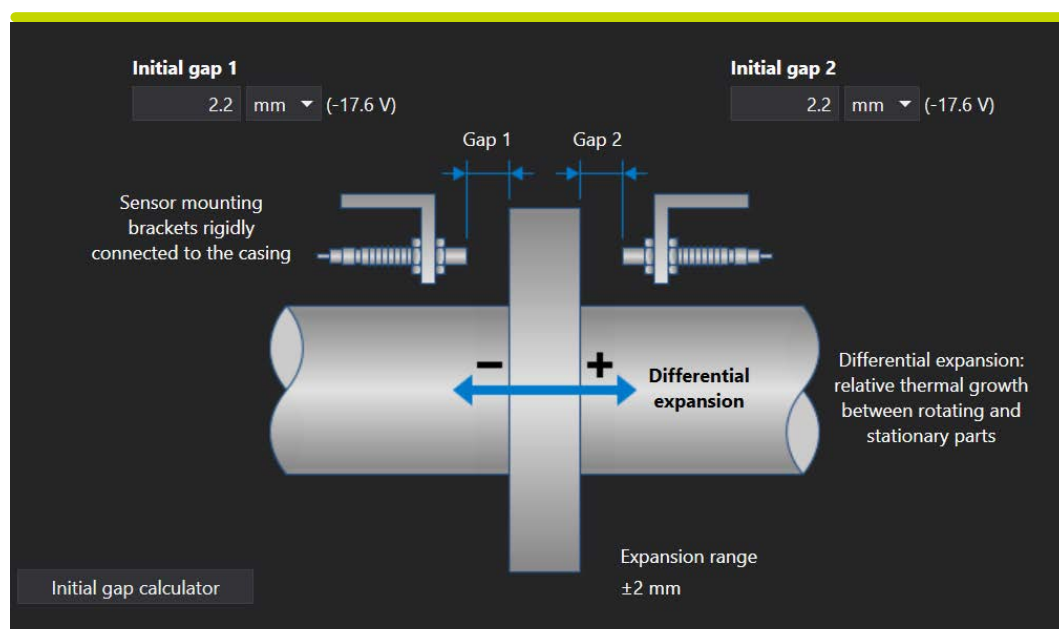 Initial gap 1
2.2 mm (-17.6 V)
Initial gap 2
2.2 mm (-17.6 V)
Gap 1
Gap 2
Sensor mounting
brackets rigidly
connected to the casing
−
+
Differential
expansion
Differential expansion:
relative thermal growth
between rotating and
stationary parts
Expansion range
±2 mm
Initial gap calculator